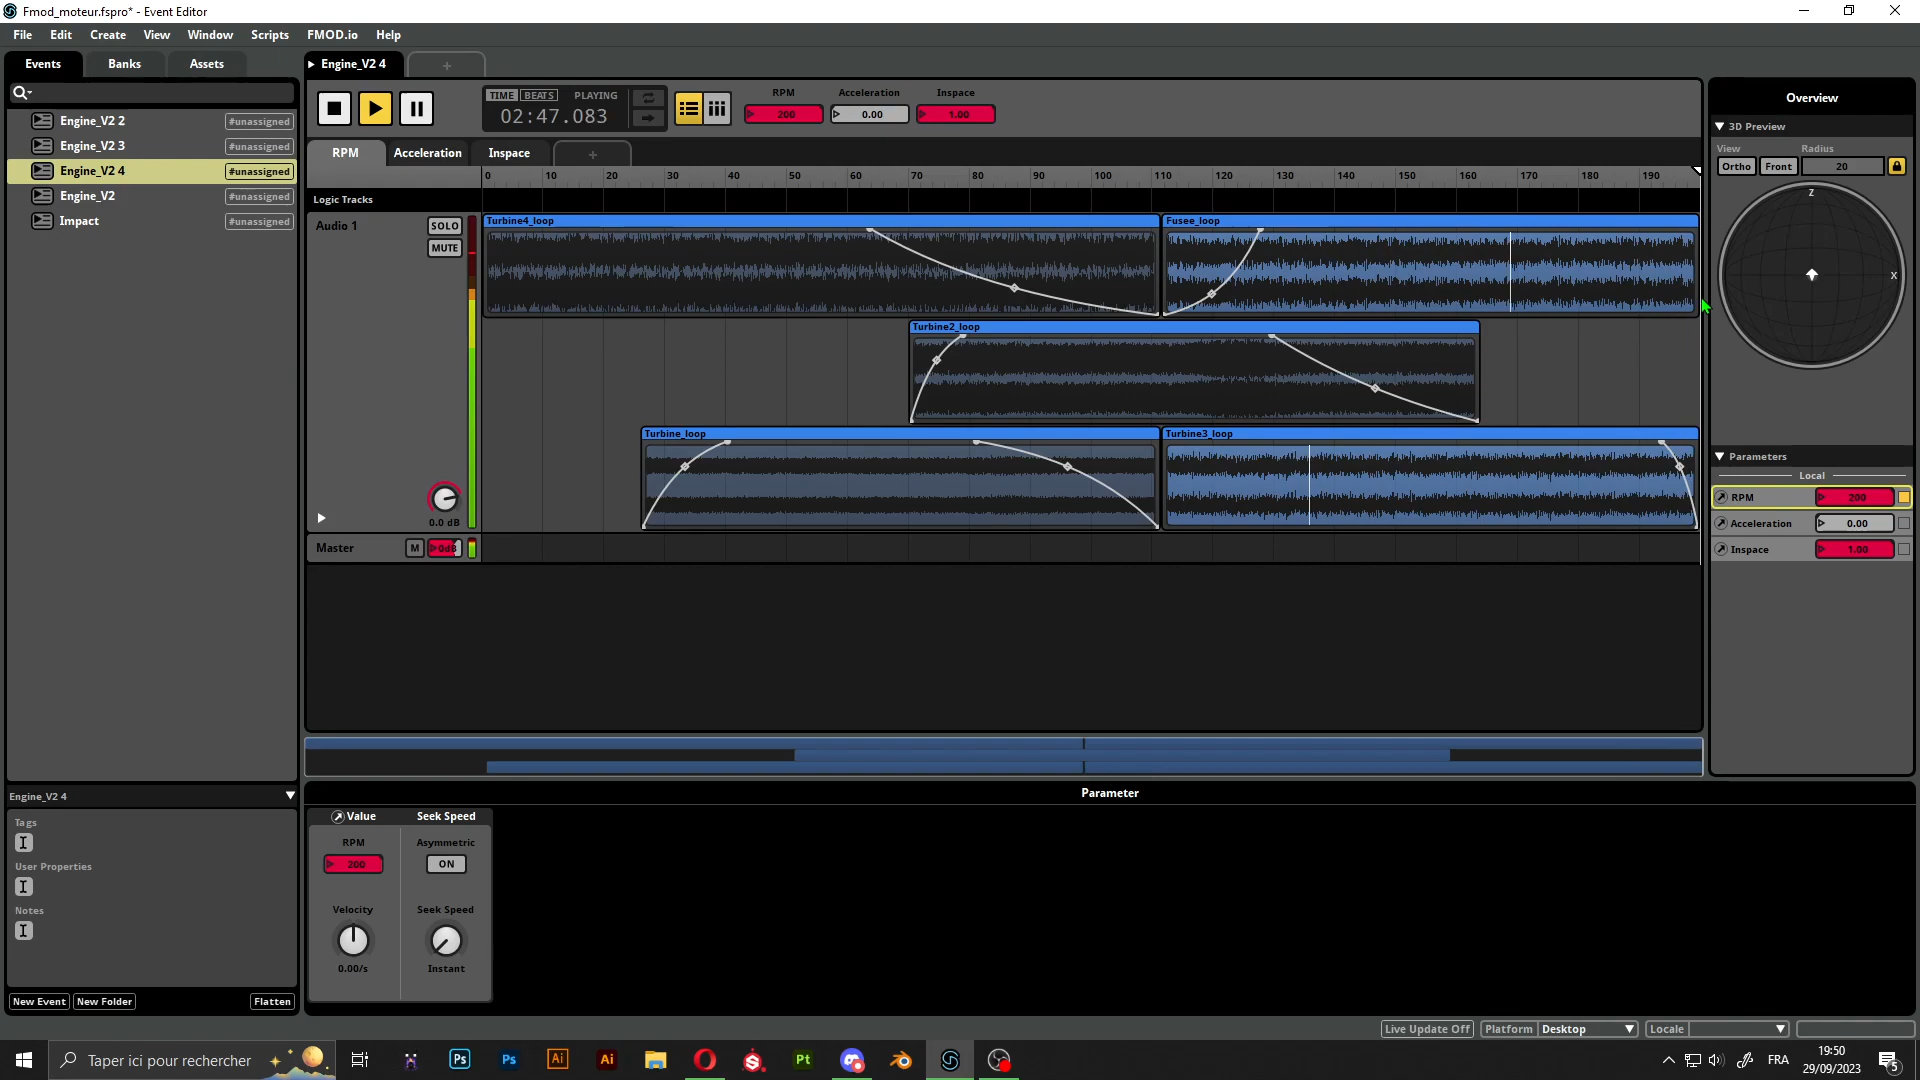 Fmod_moteur.fspro* - Event Editor
File Edit Create View Window Scripts FMOD.io Help
Events Banks Assets
Engine_V2 2 #unassigned
Engine_V2 3 #unassigned
Engine_V2 4 #unassigned
Engine_V2 #unassigned
Impact #unassigned
Engine_V2 4
Tags
User Properties
Notes
New Event New Folder Flatten
Engine_V2 4 +
TIME BEATS PLAYING
02:47.083
RPM Acceleration Inspace
200 0.00 1.00
RPM Acceleration Inspace +
0 10 20 30 40 50 60 70 80 90 100 110 120 130 140 150 160 170 180 190
Logic Tracks
Audio 1 SOLO
MUTE
0.0 dB
Turbine4_loop Fusee_loop
Turbine2_loop
Turbine_loop Turbine3_loop
Master M 0dB
Parameter
Value Seek Speed
RPM Asymmetric
200 ON
Velocity Seek Speed
0.00/s Instant
Overview
3D Preview
View Radius
Ortho Front 20
Z
X
Parameters
Local
RPM 200
Acceleration 0.00
Inspace 1.00
Live Update Off Platform Desktop Locale
Taper ici pour rechercher
Ps Ps Ai Ai Pt
FRA
19:50
29/09/2023
5